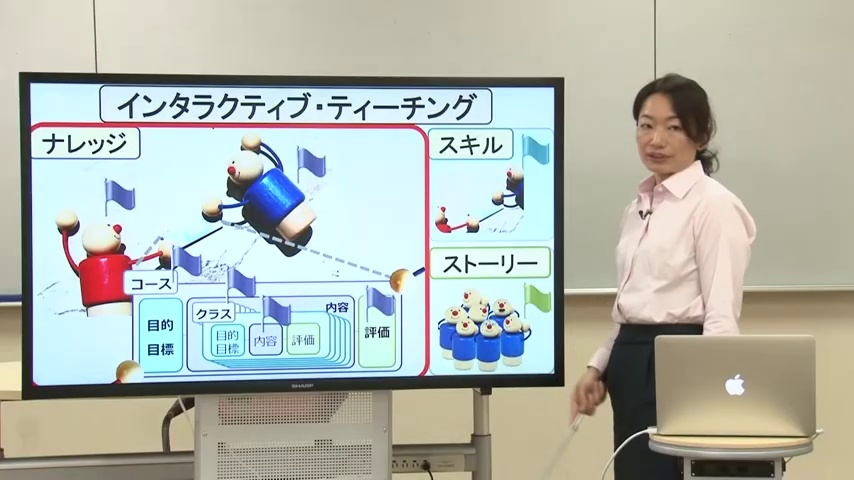 インタラクティブ・ティーチング
ナレッジ
スキル
ストーリー
コース
目的
目標
クラス
内容
目的
目標
内容
評価
評価
SHARP